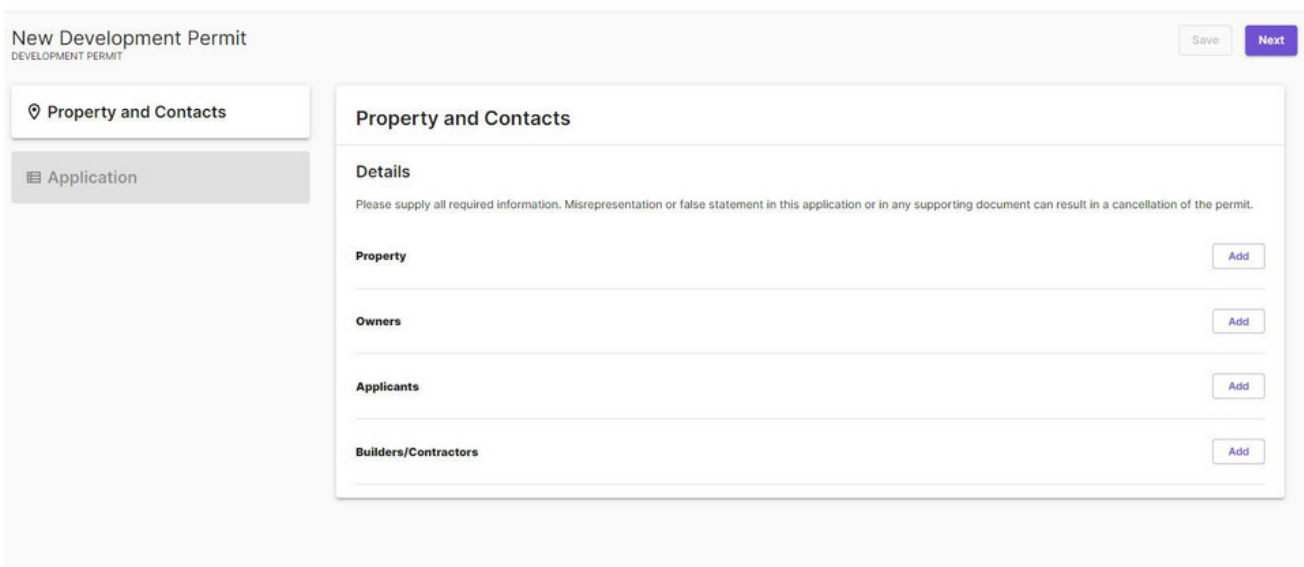 New Development Permit
DEVELOPMENT PERMIT
Save
Next
Property and Contacts
Application
Property and Contacts
Details
Please supply all required information. Misrepresentation or false statement in this application or in any supporting document can result in a cancellation of the permit.
Property
Add
Owners
Add
Applicants
Add
Builders/Contractors
Add